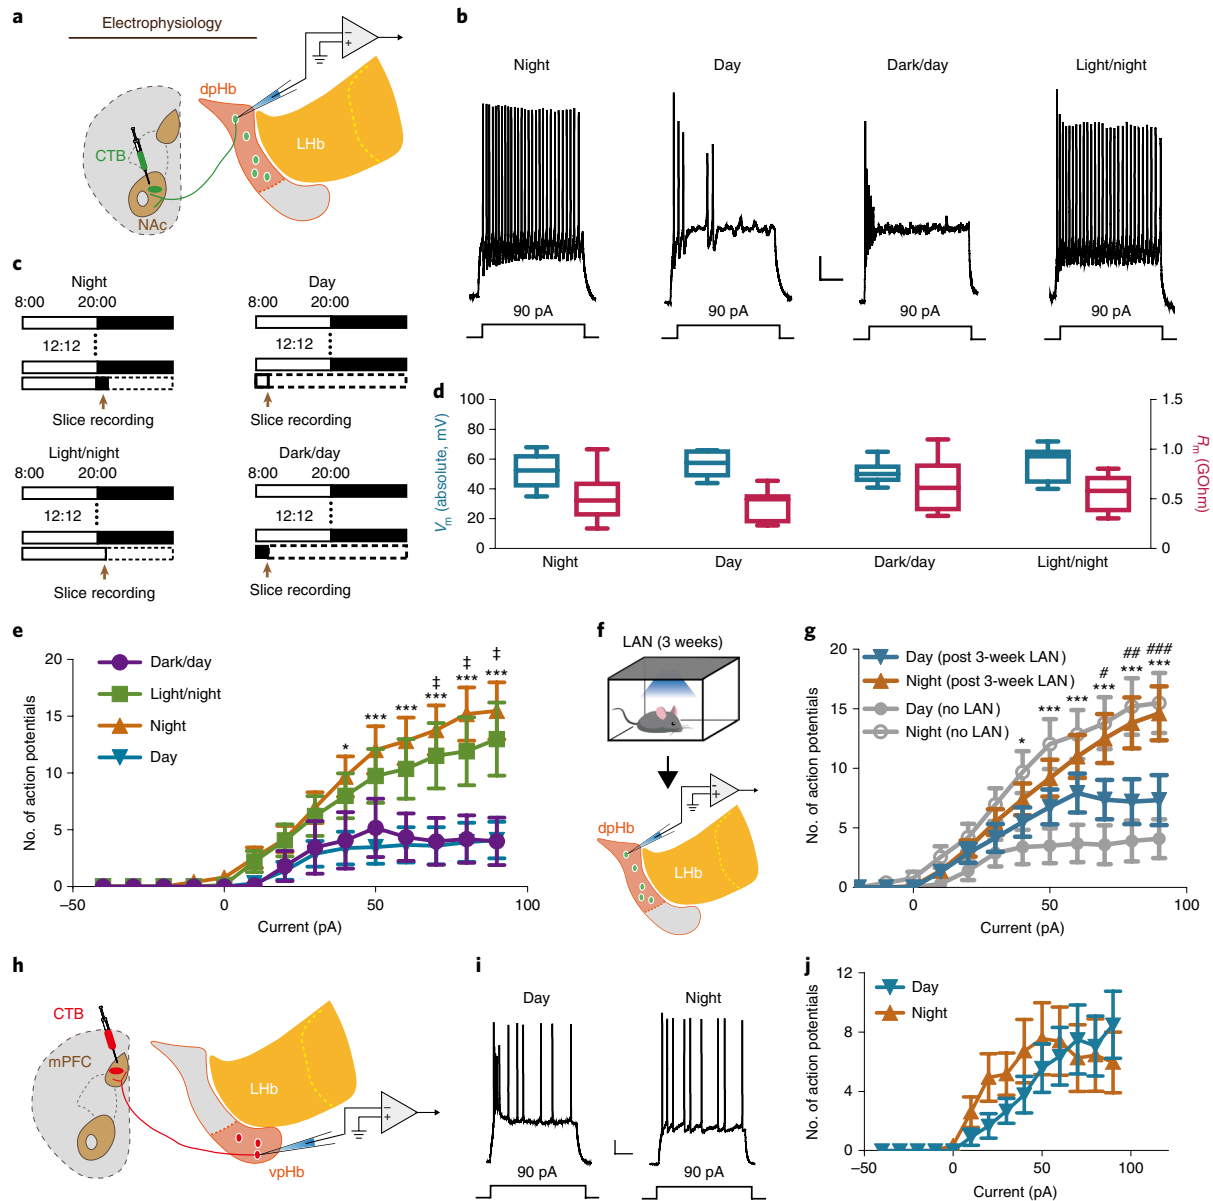 a
Electrophysiology
dpHb
CTB
LHb
NAc
−
+
b
Night
Day
Dark/day
Light/night
90 pA
90 pA
90 pA
90 pA
c
Night
8:00
20:00
12:12
Slice recording
Day
8:00
20:00
12:12
Slice recording
Light/night
8:00
20:00
12:12
Slice recording
Dark/day
8:00
20:00
12:12
Slice recording
d
Vm (absolute, mV)
100
80
60
40
20
0
Rm (GOhm)
1.5
1.0
0.5
0
Night
Day
Dark/day
Light/night
e
No. of action potentials
20
15
10
5
0
Dark/day
Light/night
Night
Day
*
***
***
‡
***
‡
***
‡
***
−50
0
50
100
Current (pA)
f
LAN (3 weeks)
−
+
dpHb
LHb
g
No. of action potentials
20
15
10
5
0
Day (post 3-week LAN)
Night (post 3-week LAN)
Day (no LAN)
Night (no LAN)
*
***
***
#
***
##
***
###
***
0
50
100
Current (pA)
h
CTB
mPFC
LHb
vpHb
−
+
i
Day
Night
90 pA
90 pA
j
No. of action potentials
12
8
4
0
Day
Night
−50
0
50
100
Current (pA)